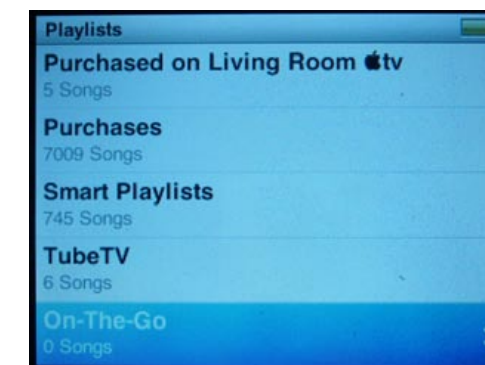 Playlists
Purchased on Living Room tv
5 Songs
Purchases
7009 Songs
Smart Playlists
745 Songs
TubeTV
6 Songs
On-The-Go
0 Songs